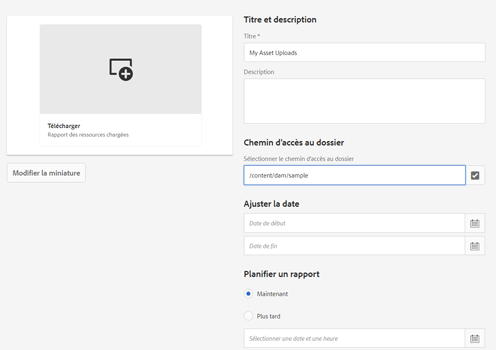 Télécharger
Rapport des ressources chargées
Modifier la miniature
Titre et description
Titre *
My Asset Uploads
Description
Chemin d'accès au dossier
Sélectionner le chemin d'accès au dossier
/content/dam/sample
Ajuster la date
Date de début
Date de fin
Planifier un rapport
Maintenant
Plus tard
Sélectionner une date et une heure